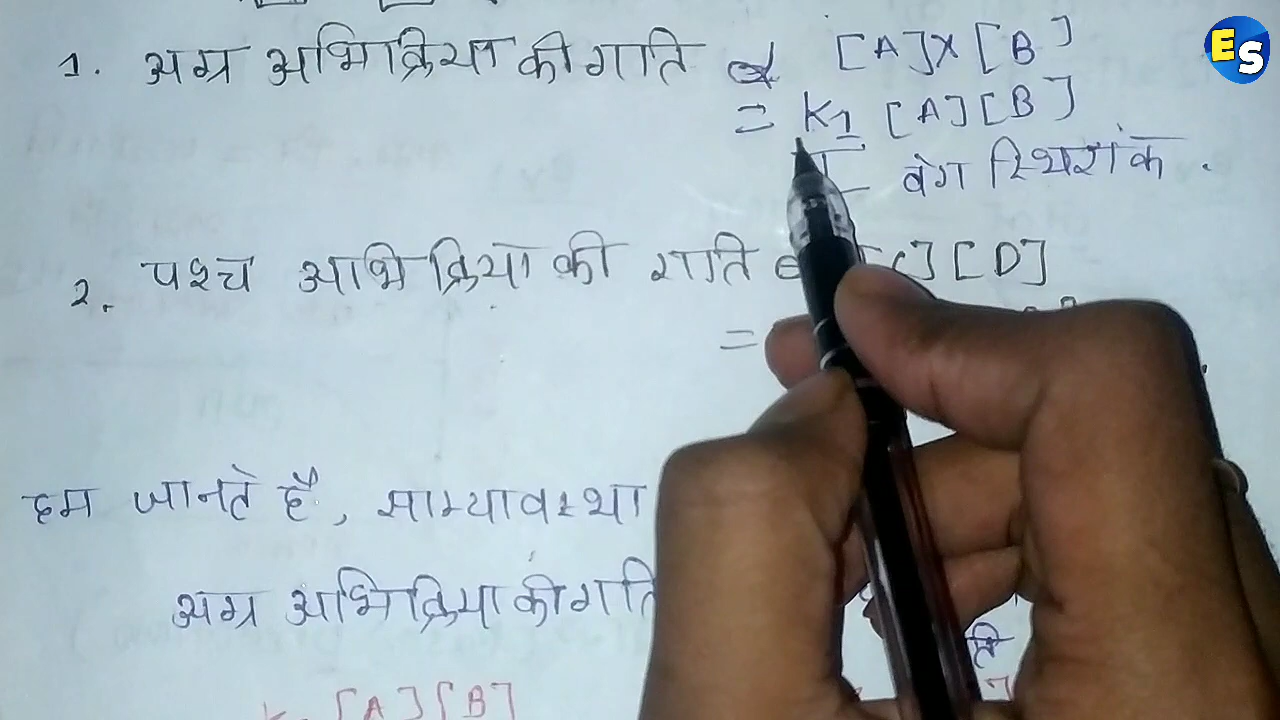 1. अग्र अभिक्रिया की गति ∝ [A]X[B]
= K1 [A][B]
वेग स्थिरांक .
2. पश्च अभिक्रिया की गति [C][D]
=
हम जानते है, साम्यावस्था
अग्र अभिक्रिया की गति
[A][B]
ES